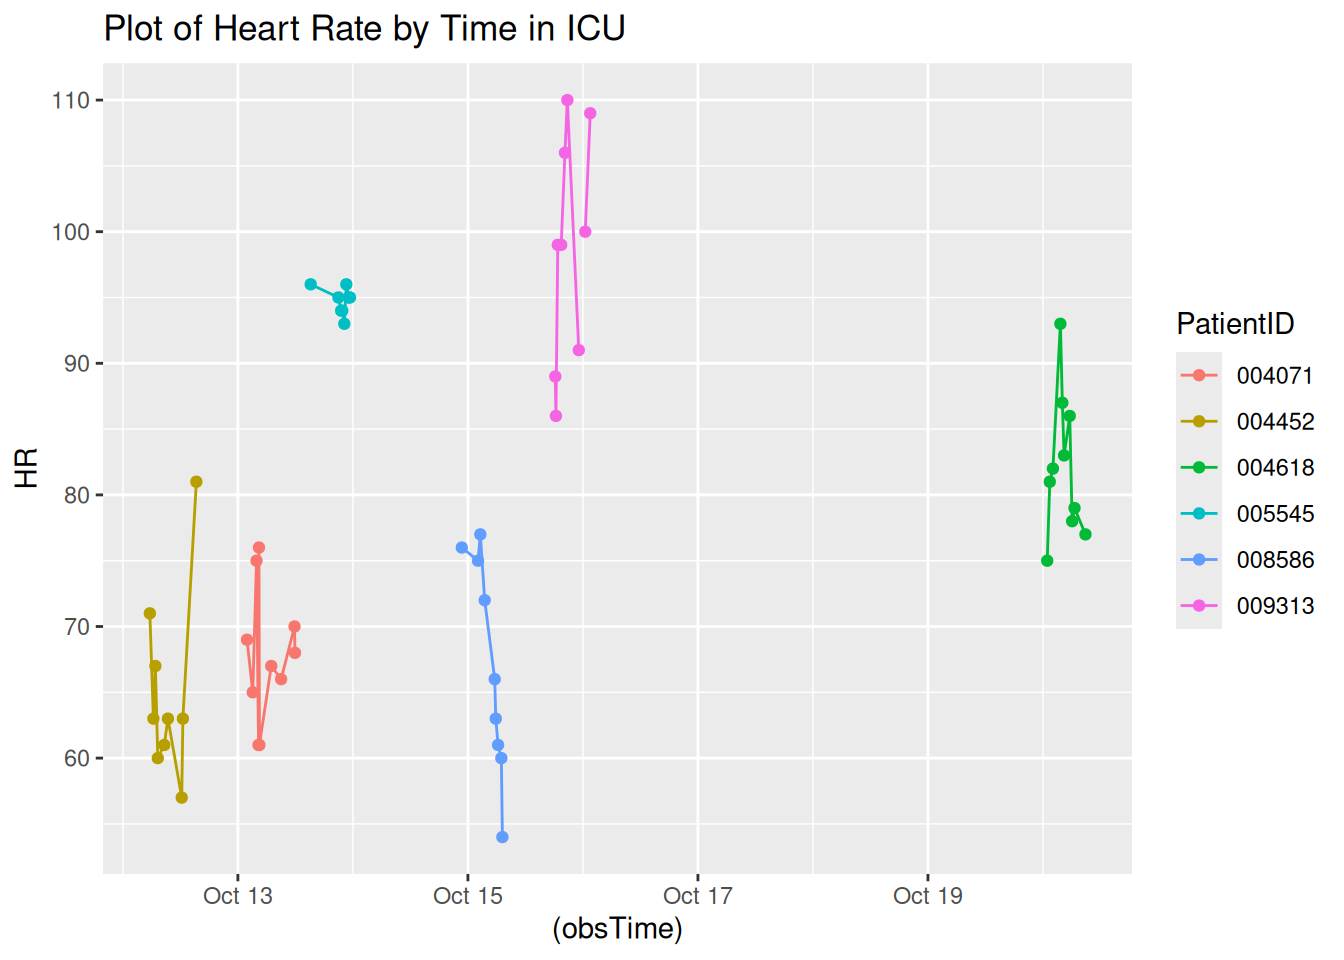 Plot of Heart Rate by Time in ICU
110
100
90
80
70
60
HR
Oct 13 Oct 15 Oct 17 Oct 19
(obsTime)
PatientID
004071
004452
004618
005545
008586
009313